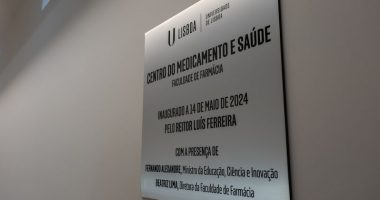 LISBOA
UNIVERSIDADE
DE LISBOA
CENTRO DO MEDICAMENTO E SAÚDE
FACULDADE DE FARMÁCIA
INAUGURADO A 14 DE MAIO DE 2024
PELO REITOR LUÍS FERREIRA
COM A PRESENÇA DE
FERNANDO ALEXANDRE, Ministro da Educação, Ciência e Inovação
BEATRIZ LIMA, Diretora da Faculdade de Farmácia